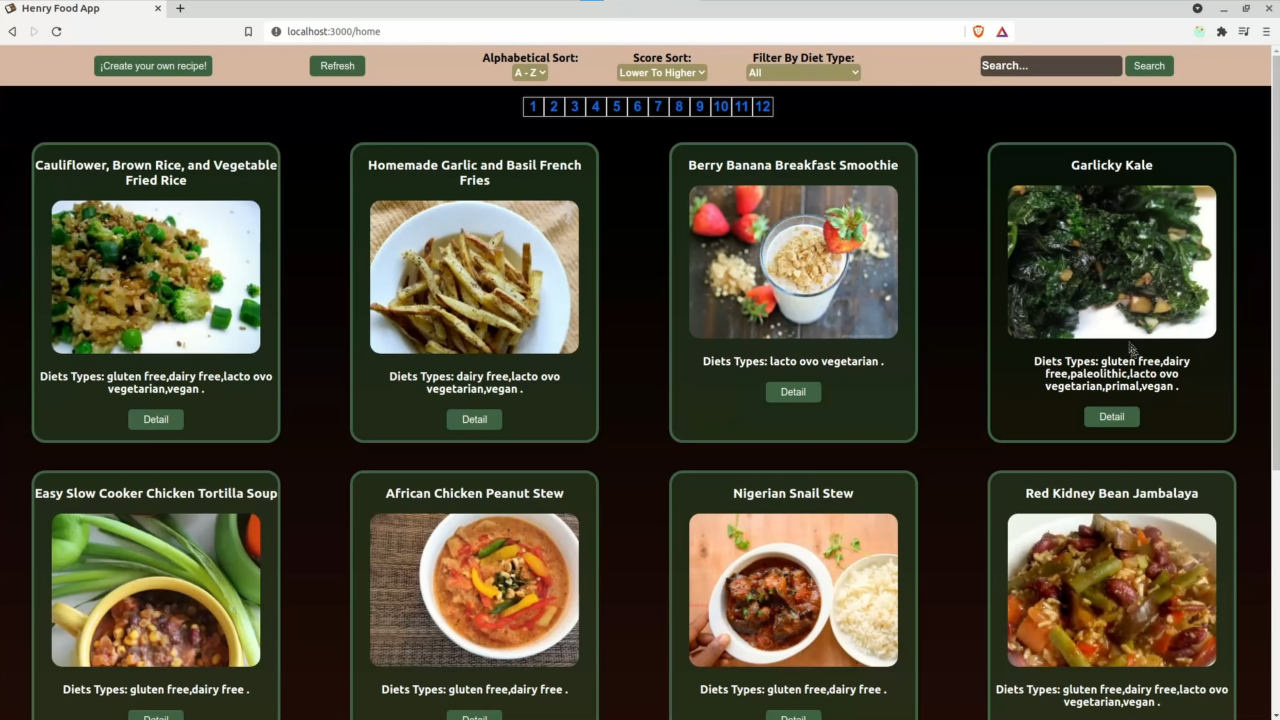 Henry Food App
localhost:3000/home
¡Create your own recipe!
Refresh
Alphabetical Sort:
A - Z
Score Sort:
Lower To Higher
Filter By Diet Type:
All
Search...
Search
1 2 3 4 5 6 7 8 9 10 11 12
Cauliflower, Brown Rice, and Vegetable
Fried Rice
Diets Types: gluten free,dairy free,lacto ovo
vegetarian,vegan .
Detail
Homemade Garlic and Basil French
Fries
Diets Types: dairy free,lacto ovo
vegetarian,vegan .
Detail
Berry Banana Breakfast Smoothie
Diets Types: lacto ovo vegetarian .
Detail
Garlicky Kale
Diets Types: gluten free,dairy
free,paleolithic,lacto ovo
vegetarian,primal,vegan .
Detail
Easy Slow Cooker Chicken Tortilla Soup
Diets Types: gluten free,dairy free .
Detail
African Chicken Peanut Stew
Diets Types: gluten free,dairy free .
Detail
Nigerian Snail Stew
Diets Types: gluten free,dairy free .
Detail
Red Kidney Bean Jambalaya
Diets Types: gluten free,dairy free,lacto ovo
vegetarian,vegan .